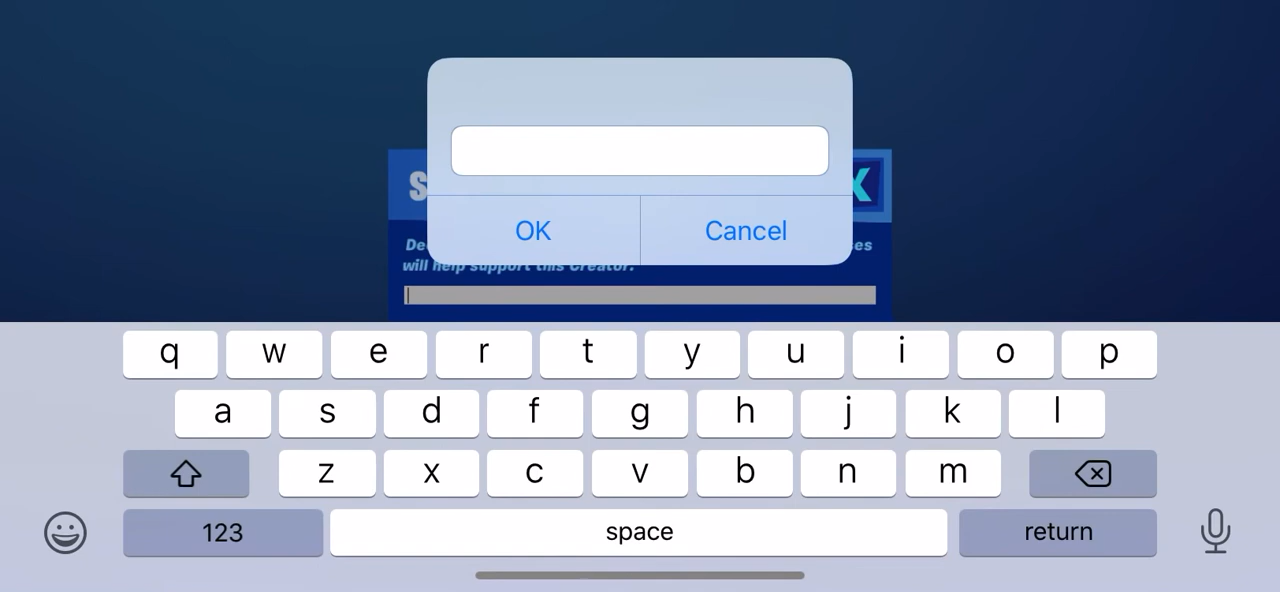 OK Cancel
will help support this Creator.
q w e r t y u i o p
a s d f g h j k l
z x c v b n m
123 space return